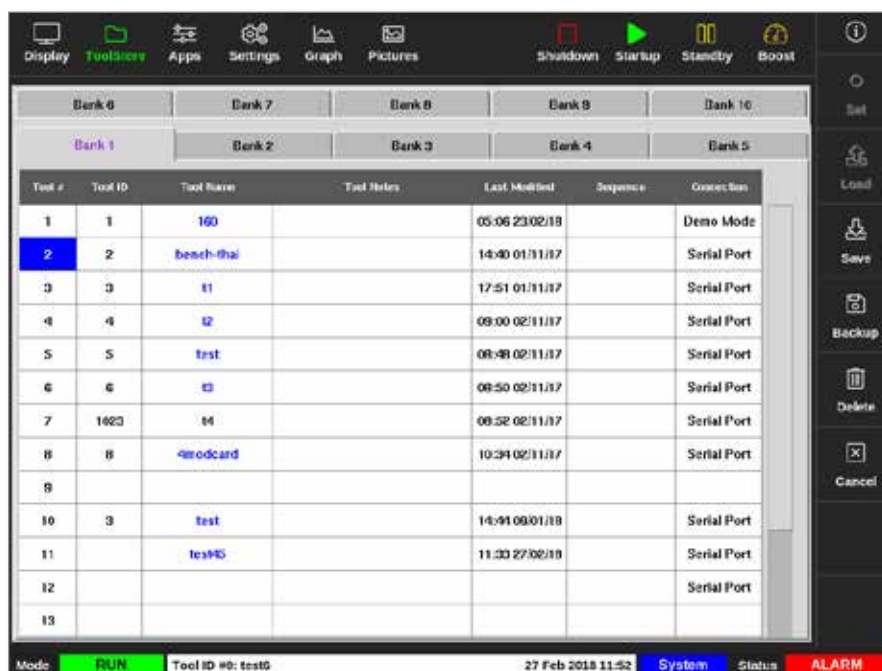 Display ToolStore Apps Settings Graph Pictures Shutdown Startup Standby Boost
Bank 6 Bank 7 Bank 8 Bank 9 Bank 10
Bank 1 Bank 2 Bank 3 Bank 4 Bank 5
Tool # Tool ID Tool Name Tool Notes Last Modified Sequence Connection
1 1 160 05:06 23/02/18 Demo Mode
2 2 bench-thai 14:40 01/11/17 Serial Port
3 3 t1 17:51 01/11/17 Serial Port
4 4 t2 09:00 02/11/17 Serial Port
5 5 test 08:48 02/11/17 Serial Port
6 6 t3 08:50 02/11/17 Serial Port
7 1623 t4 08:52 02/11/17 Serial Port
8 8 4modcard 10:34 02/11/17 Serial Port
9
10 3 test 14:44 09/01/18 Serial Port
11 test45 11:33 27/02/18 Serial Port
12 Serial Port
13
Set
Load
Save
Backup
Delete
Cancel
Mode RUN Tool ID #0: test6 27 Feb 2018 11:52 System Status ALARM